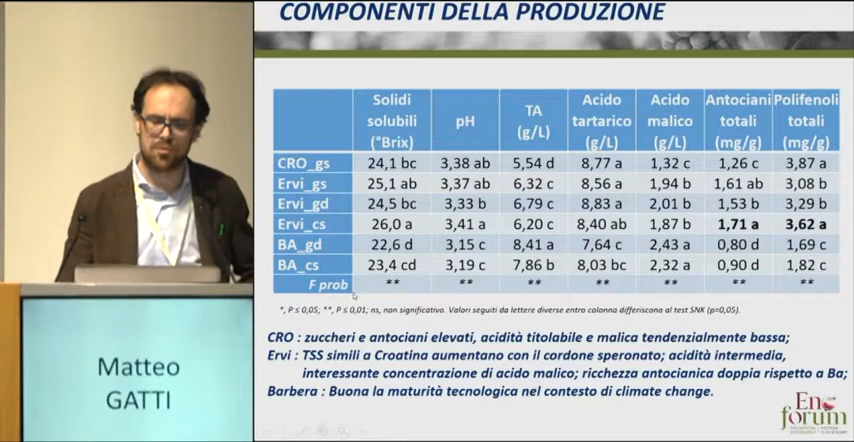 COMPONENTI DELLA PRODUZIONE
Solidi solubili (°Brix) pH TA (g/L) Acido tartarico (g/L) Acido malico (g/L) Antociani totali (mg/g) Polifenoli totali (mg/g)
CRO_gs 24,1 bc 3,38 ab 5,54 d 8,77 a 1,32 c 1,26 c 3,87 a
Ervi_gs 25,1 ab 3,37 ab 6,32 c 8,56 a 1,94 b 1,61 ab 3,08 b
Ervi_gd 24,5 bc 3,33 b 6,79 c 8,83 a 2,01 b 1,53 b 3,29 b
Ervi_cs 26,0 a 3,41 a 6,20 c 8,40 ab 1,87 b 1,71 a 3,62 a
BA_gd 22,6 d 3,15 c 8,41 a 7,64 c 2,43 a 0,80 d 1,69 c
BA_cs 23,4 cd 3,19 c 7,86 b 8,03 bc 2,32 a 0,90 d 1,82 c
F prob ** ** ** ** ** ** **
*, P ≤ 0,05; **, P ≤ 0,01; ns, non significativo. Valori seguiti da lettere diverse entro colonna differiscono al test SNK (p=0,05).
CRO : zuccheri e antociani elevati, acidità titolabile e malica tendenzialmente bassa;
Ervi : TSS simili a Croatina aumentano con il cordone speronato; acidità intermedia,
interessante concentrazione di acido malico; ricchezza antocianica doppia rispetto a Ba;
Barbera : Buona la maturità tecnologica nel contesto di climate change.
Matteo
GATTI
En
forum